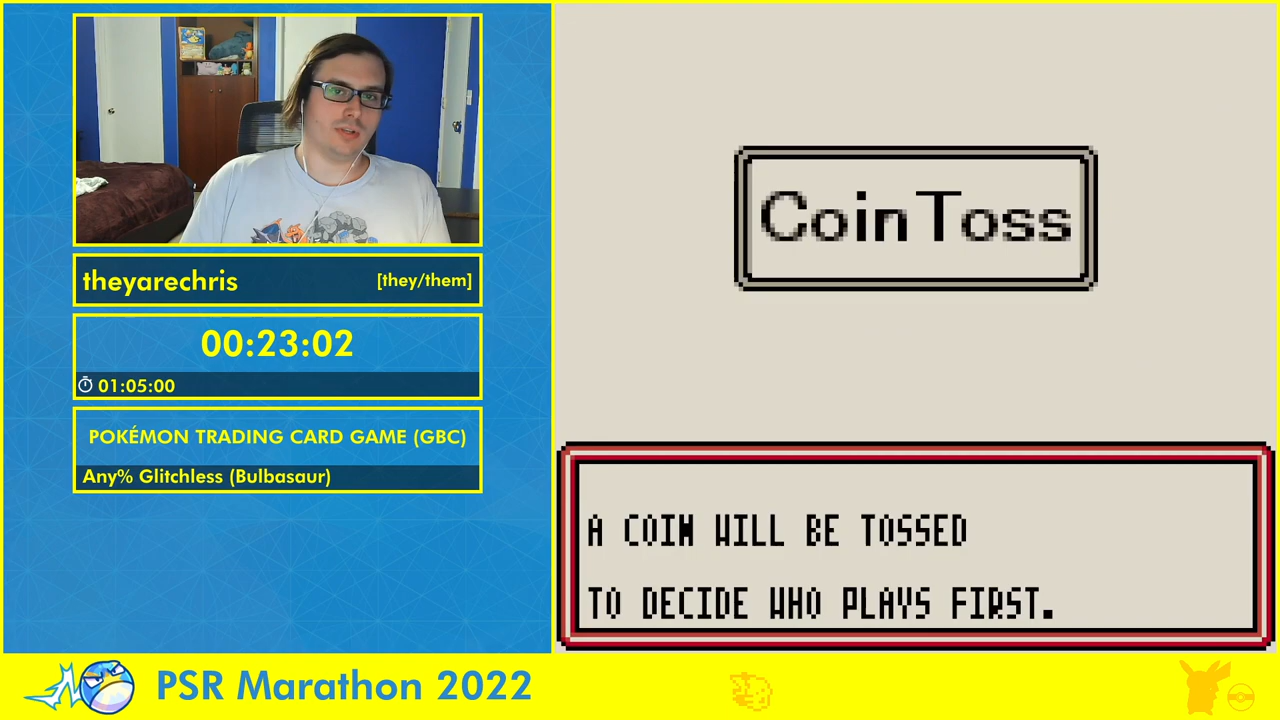 theyarechris
[they/them]
00:23:02
01:05:00
POKÉMON TRADING CARD GAME (GBC)
Any% Glitchless (Bulbasaur)
Coin Toss
A COIN WILL BE TOSSED
TO DECIDE WHO PLAYS FIRST.
PSR Marathon 2022